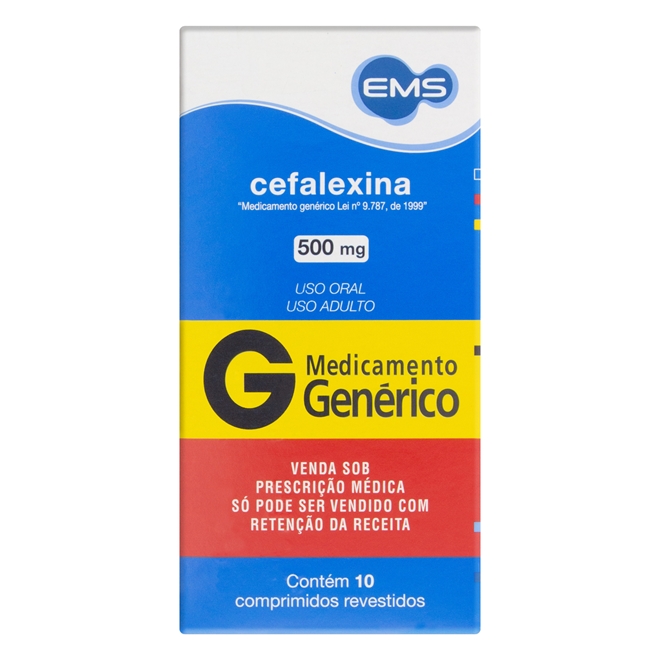 EMS
cefalexina
"Medicamento genérico Lei nº 9.787, de 1999"
500 mg
USO ORAL
USO ADULTO
G Medicamento
Genérico
VENDA SOB
PRESCRIÇÃO MÉDICA
SÓ PODE SER VENDIDO COM
RETENÇÃO DA RECEITA
Contém 10
comprimidos revestidos